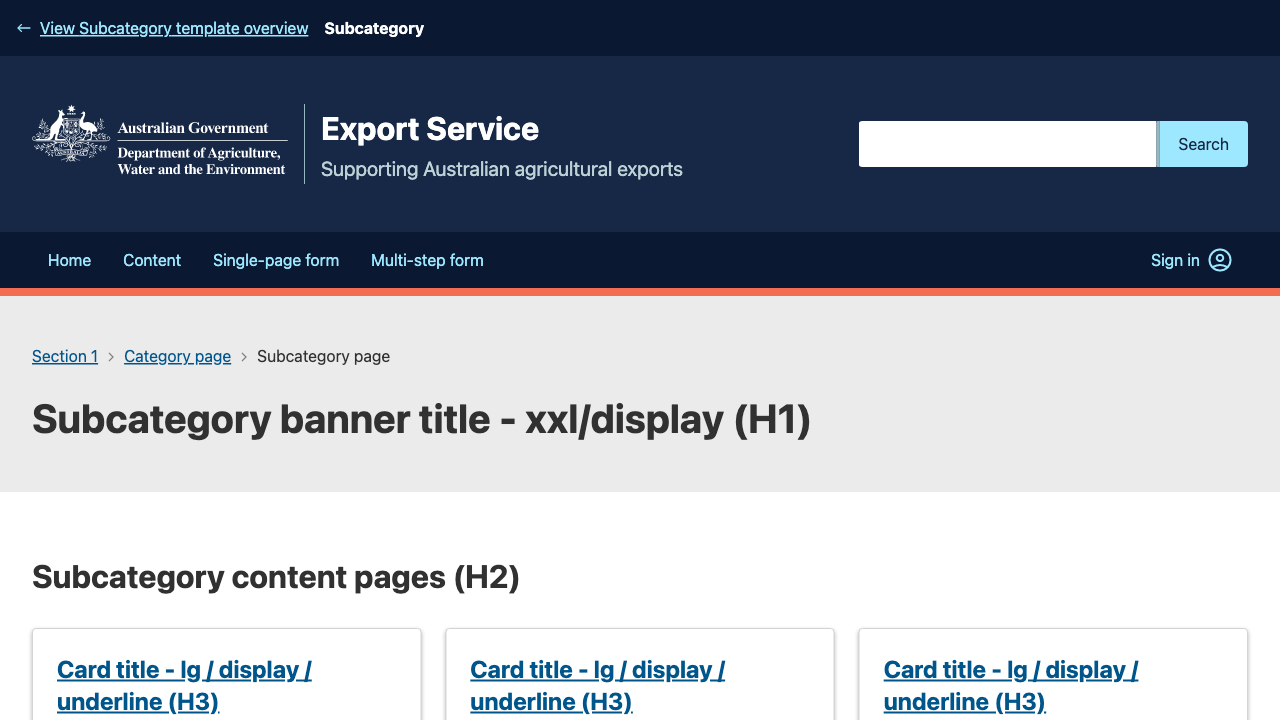 View Subcategory template overview Subcategory
Australian Government
Department of Agriculture,
Water and the Environment
Export Service
Supporting Australian agricultural exports
Search
Home Content Single-page form Multi-step form Sign in
Section 1 Category page Subcategory page
Subcategory banner title - xxl/display (H1)
Subcategory content pages (H2)
Card title - lg / display /
underline (H3)
Card title - lg / display /
underline (H3)
Card title - lg / display /
underline (H3)